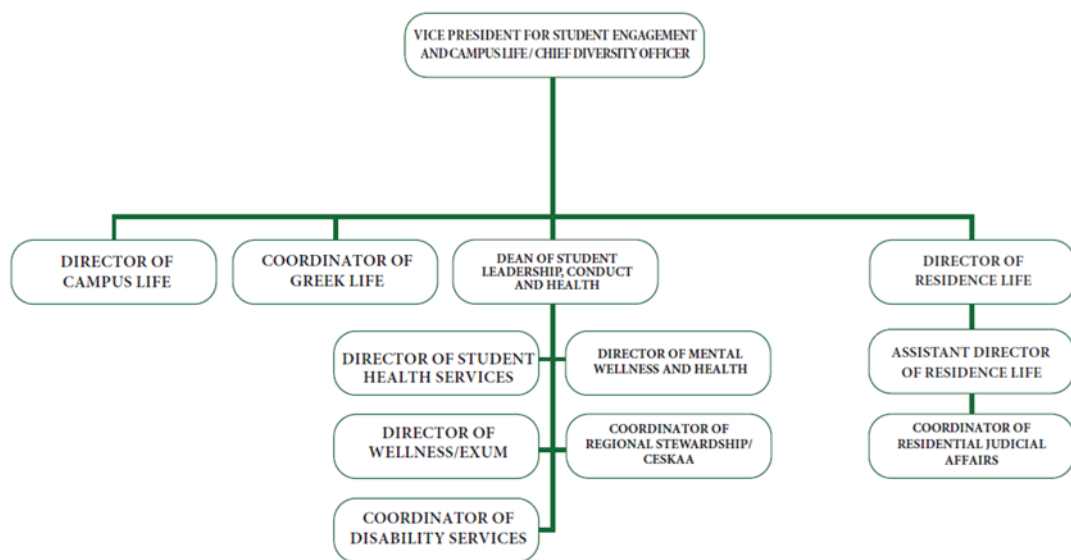 VICE PRESIDENT FOR STUDENT ENGAGEMENT
AND CAMPUS LIFE / CHIEF DIVERSITY OFFICER
DIRECTOR OF
CAMPUS LIFE
COORDINATOR OF
GREEK LIFE
DEAN OF STUDENT
LEADERSHIP, CONDUCT
AND HEALTH
DIRECTOR OF
RESIDENCE LIFE
DIRECTOR OF STUDENT
HEALTH SERVICES
DIRECTOR OF MENTAL
WELLNESS AND HEALTH
ASSISTANT DIRECTOR
OF RESIDENCE LIFE
DIRECTOR OF
WELLNESS/EXUM
COORDINATOR OF
REGIONAL STEWARDSHIP/
CESKAA
COORDINATOR OF
RESIDENTIAL JUDICIAL
AFFAIRS
COORDINATOR OF
DISABILITY SERVICES